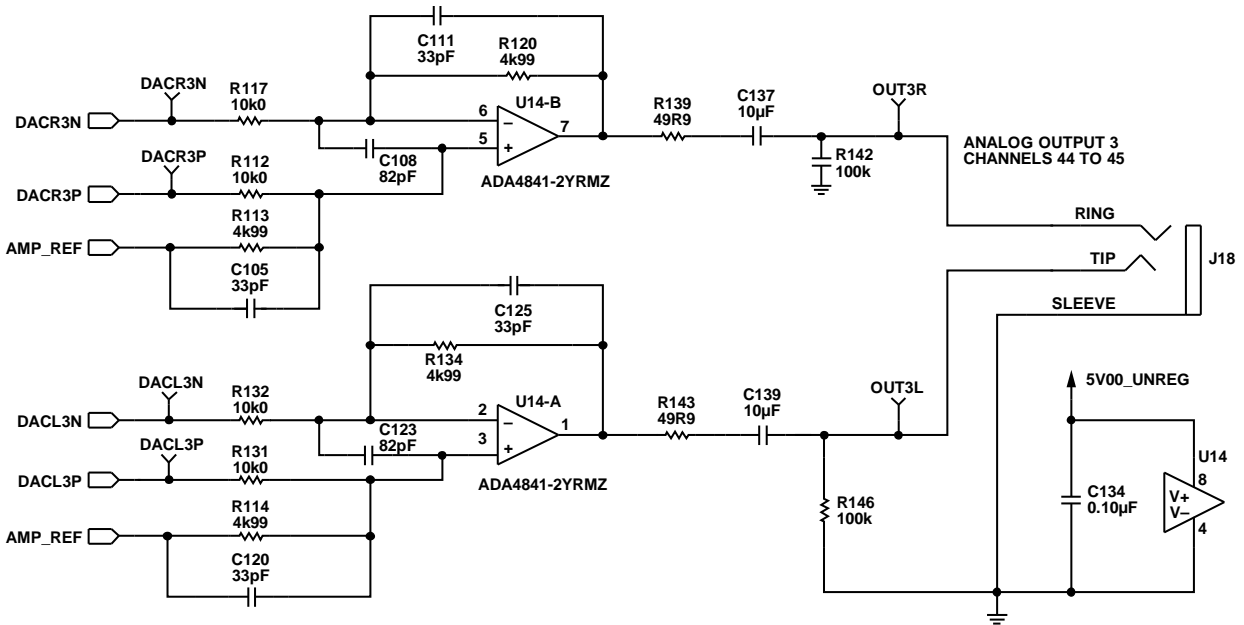 C111
33pF
R120
4k99
DACR3N
R117
10k0
U14-B
DACR3N
6
–
7
5
+
C108
82pF
ADA4841-2YRMZ
R139
49R9
C137
10µF
OUT3R
R142
100k
ANALOG OUTPUT 3
CHANNELS 44 TO 45
DACR3P
R112
10k0
DACR3P
R113
4k99
AMP_REF
C105
33pF
RING
TIP
J18
SLEEVE
C125
33pF
R134
4k99
DACL3N
R132
10k0
U14-A
DACL3N
2
–
1
3
+
C123
82pF
ADA4841-2YRMZ
R143
49R9
C139
10µF
OUT3L
DACL3P
R131
10k0
DACL3P
R114
4k99
AMP_REF
C120
33pF
R146
100k
5V00_UNREG
U14
8
C134
0.10µF
V+
V–
4